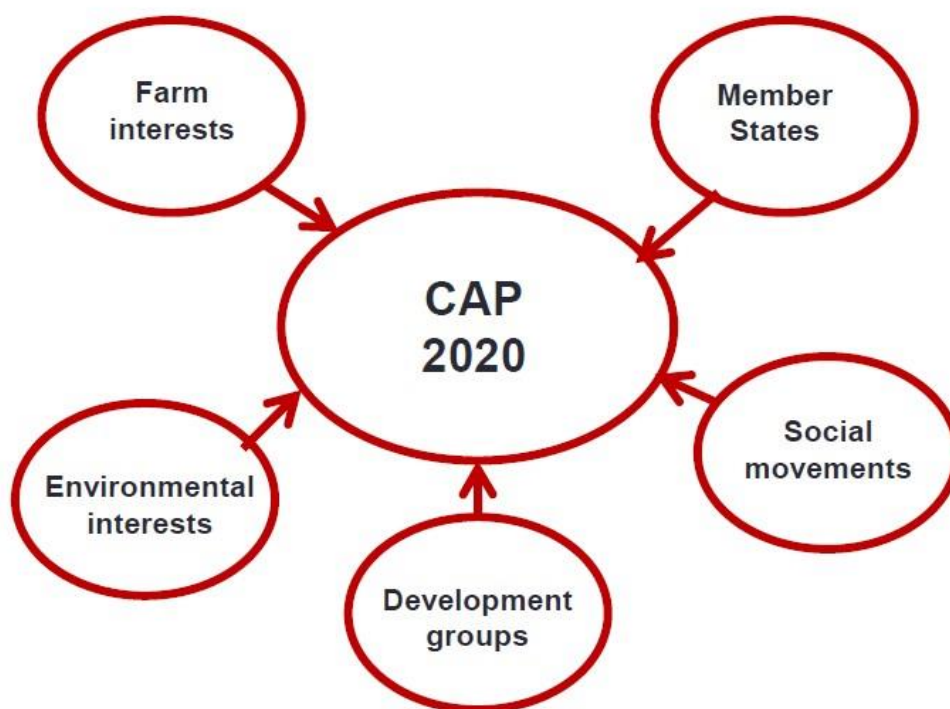 Farm
interests
Member
States
CAP
2020
Social
movements
Environmental
interests
Development
groups